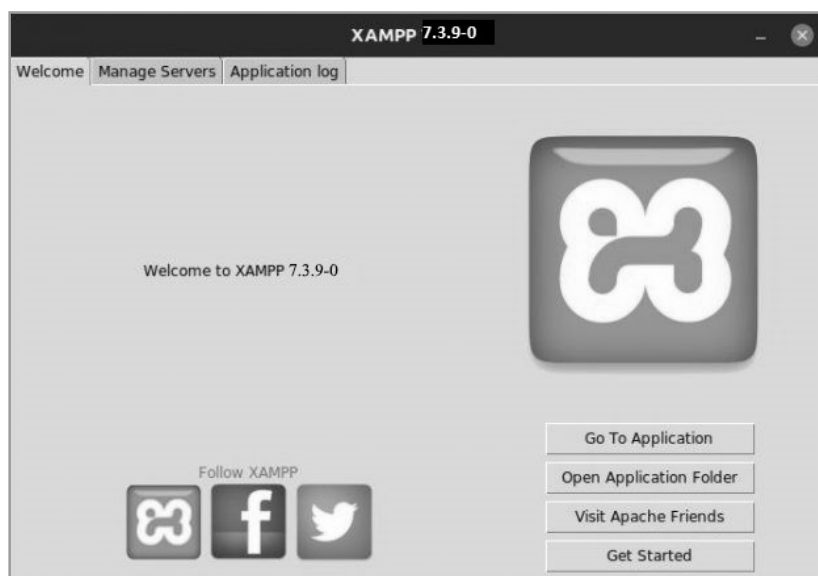 XAMPP 7.3.9-0
Welcome Manage Servers Application log
Welcome to XAMPP 7.3.9-0
Go To Application
Open Application Folder
Visit Apache Friends
Get Started
Follow XAMPP